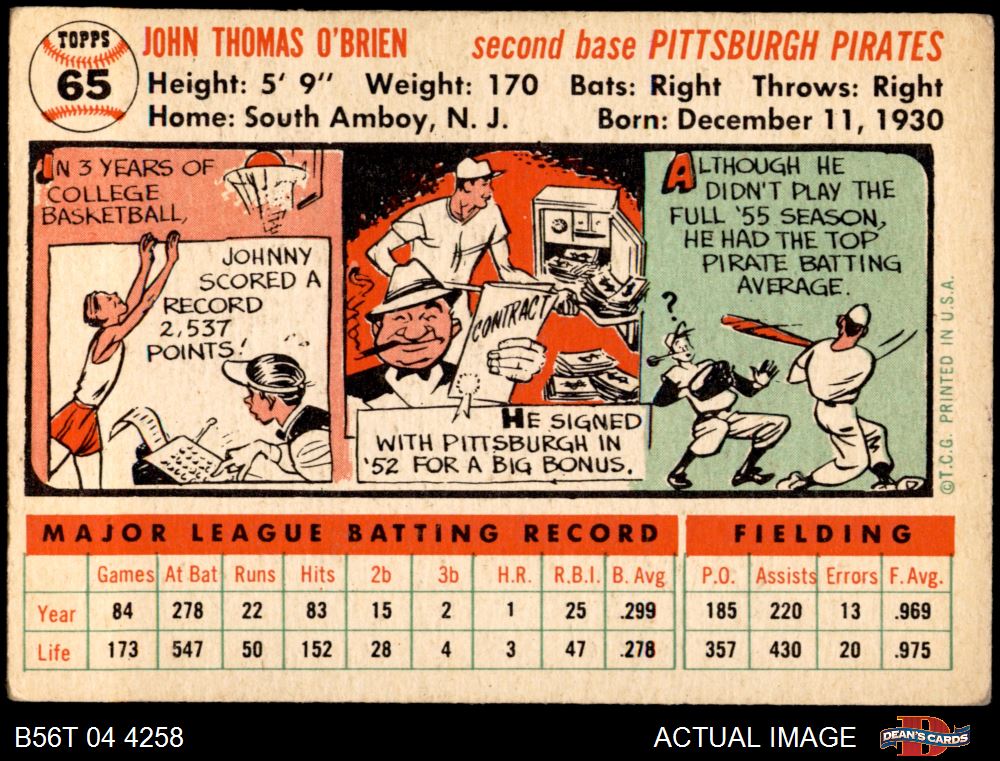 TOPPS
65
JOHN THOMAS O'BRIEN second base PITTSBURGH PIRATES
Height: 5' 9" Weight: 170 Bats: Right Throws: Right
Home: South Amboy, N. J. Born: December 11, 1930
IN 3 YEARS OF
COLLEGE
BASKETBALL,
JOHNNY
SCORED A
RECORD
2,537
POINTS!
CONTRACT
HE SIGNED
WITH PITTSBURGH IN
'52 FOR A BIG BONUS.
ALTHOUGH HE
DIDN'T PLAY THE
FULL '55 SEASON,
HE HAD THE TOP
PIRATE BATTING
AVERAGE.
?
©T.C.G. PRINTED IN U.S.A.
MAJOR LEAGUE BATTING RECORD FIELDING
Games At Bat Runs Hits 2b 3b H.R. R.B.I. B. Avg P.O. Assists Errors F. Avg.
Year 84 278 22 83 15 2 1 25 .299 185 220 13 .969
Life 173 547 50 152 28 4 3 47 .278 357 430 20 .975
B56T 04 4258 ACTUAL IMAGE DEAN'S CARDS